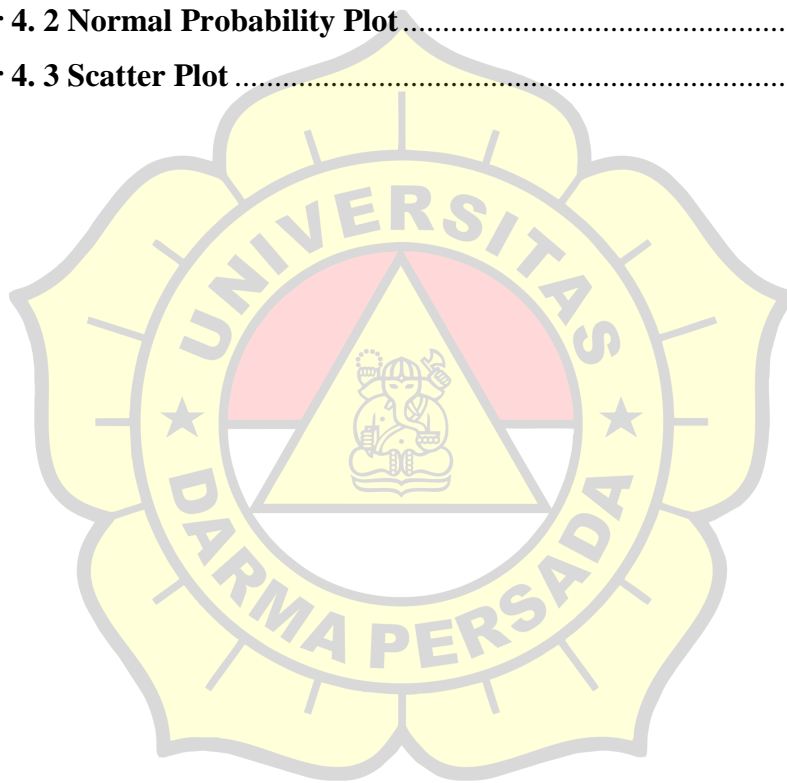 r 4. 2 Normal Probability Plot........................................................
r 4. 3 Scatter Plot ................................................................................
UNIVERSITAS
DARMA PERSADA